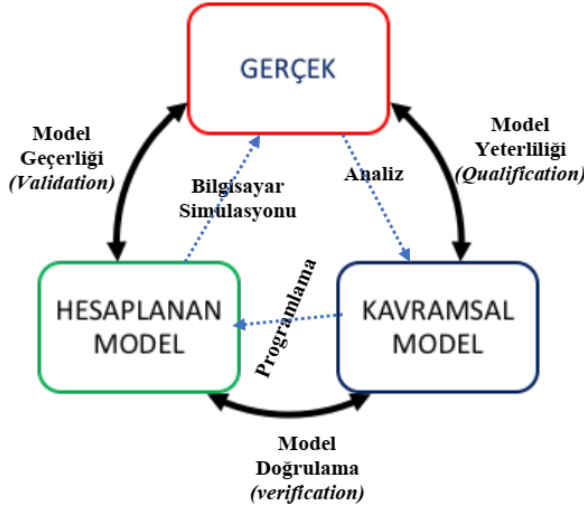 GERÇEK
Model
Geçerliği
(Validation)
Model
Yeterliliği
(Qualification)
Bilgisayar
Simulasyonu
Analiz
HESAPLANAN
MODEL
Programlama
KAVRAMSAL
MODEL
Model
Doğrulama
(verification)